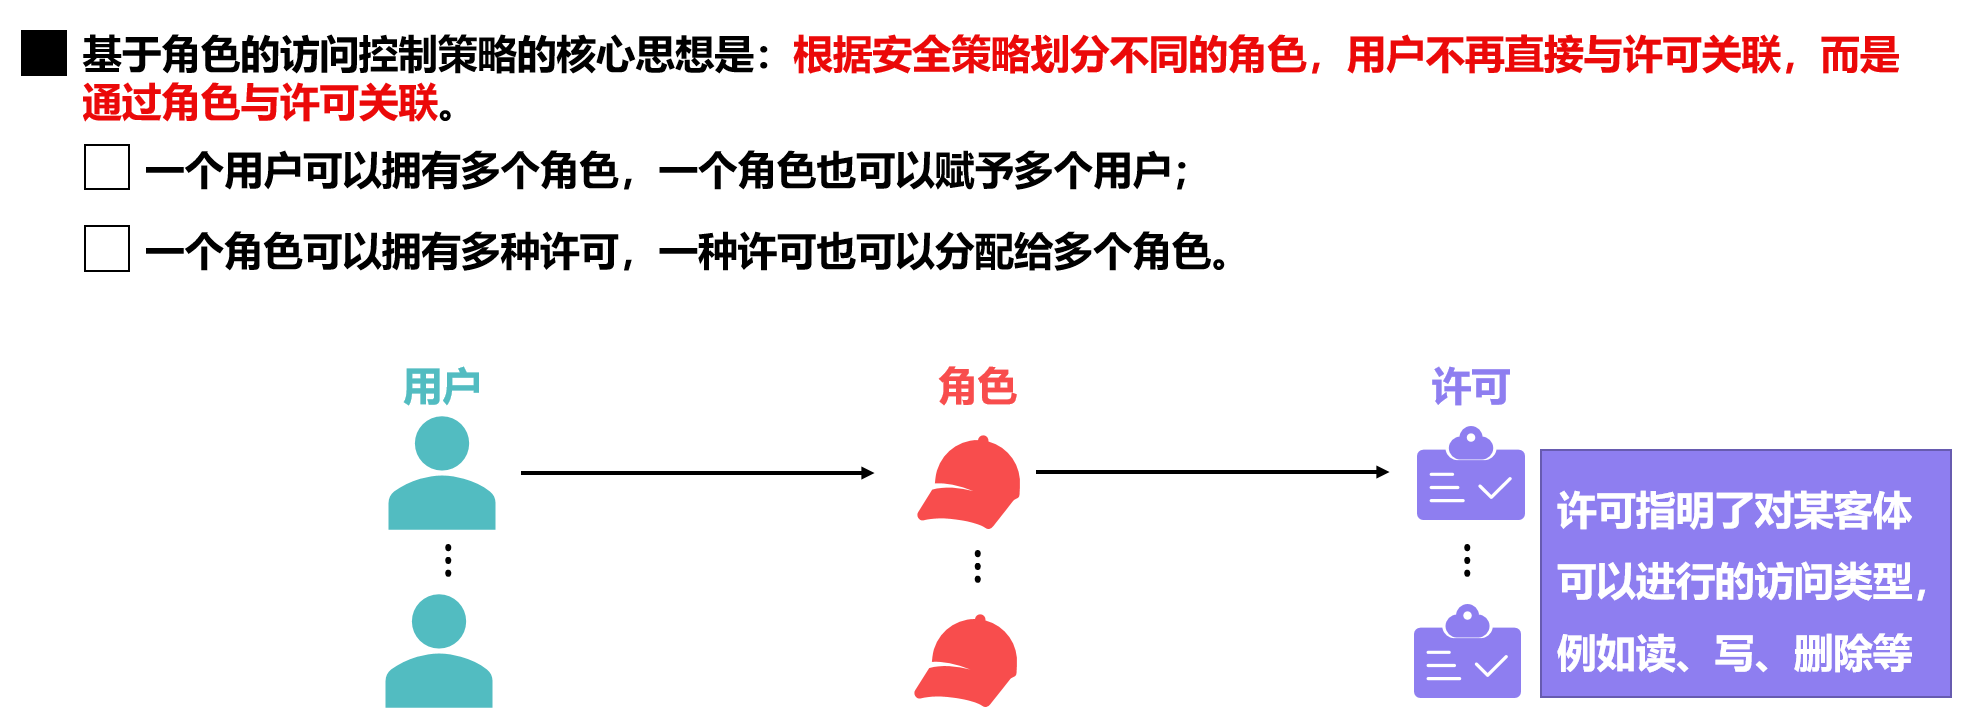 基于角色的访问控制策略的核心思想是：根据安全策略划分不同的角色，用户不再直接与许可关联，而是
通过角色与许可关联。
一个用户可以拥有多个角色，一个角色也可以赋予多个用户；
一个角色可以拥有多种许可，一种许可也可以分配给多个角色。
用户
角色
许可
许可指明了对某客体
可以进行的访问类型，
例如读、写、删除等